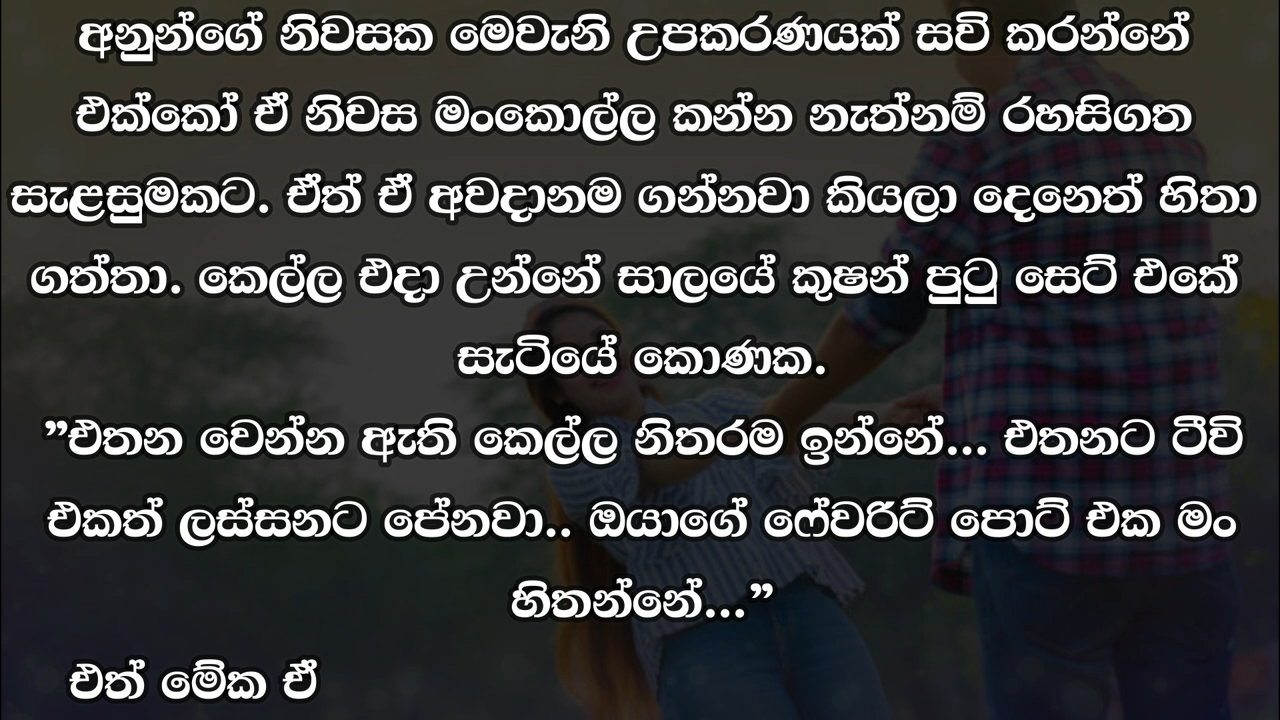 අනුන්ගේ නිවසක මෙවැනි උපකරණයක් සවි කරන්නේ
එක්කෝ ඒ නිවස මංකොල්ල කන්න නැත්නම් රහසිගත
සැළසුමකට. ඒත් ඒ අවදානම ගන්නවා කියලා දෙනෙත් හිතා
ගත්තා. කෙල්ල එදා උන්නේ සාලයේ කුෂන් පුටු සෙට් එකේ
සැටියේ කොණක.
”එතන වෙන්න ඇති කෙල්ල නිතරම ඉන්නේ... එතනට ටීවි
එකත් ලස්සනට පේනවා.. ඔයාගේ ෆේවරිට් පොට් එක මං
හිතන්නේ...”
එත් මේක ඒ